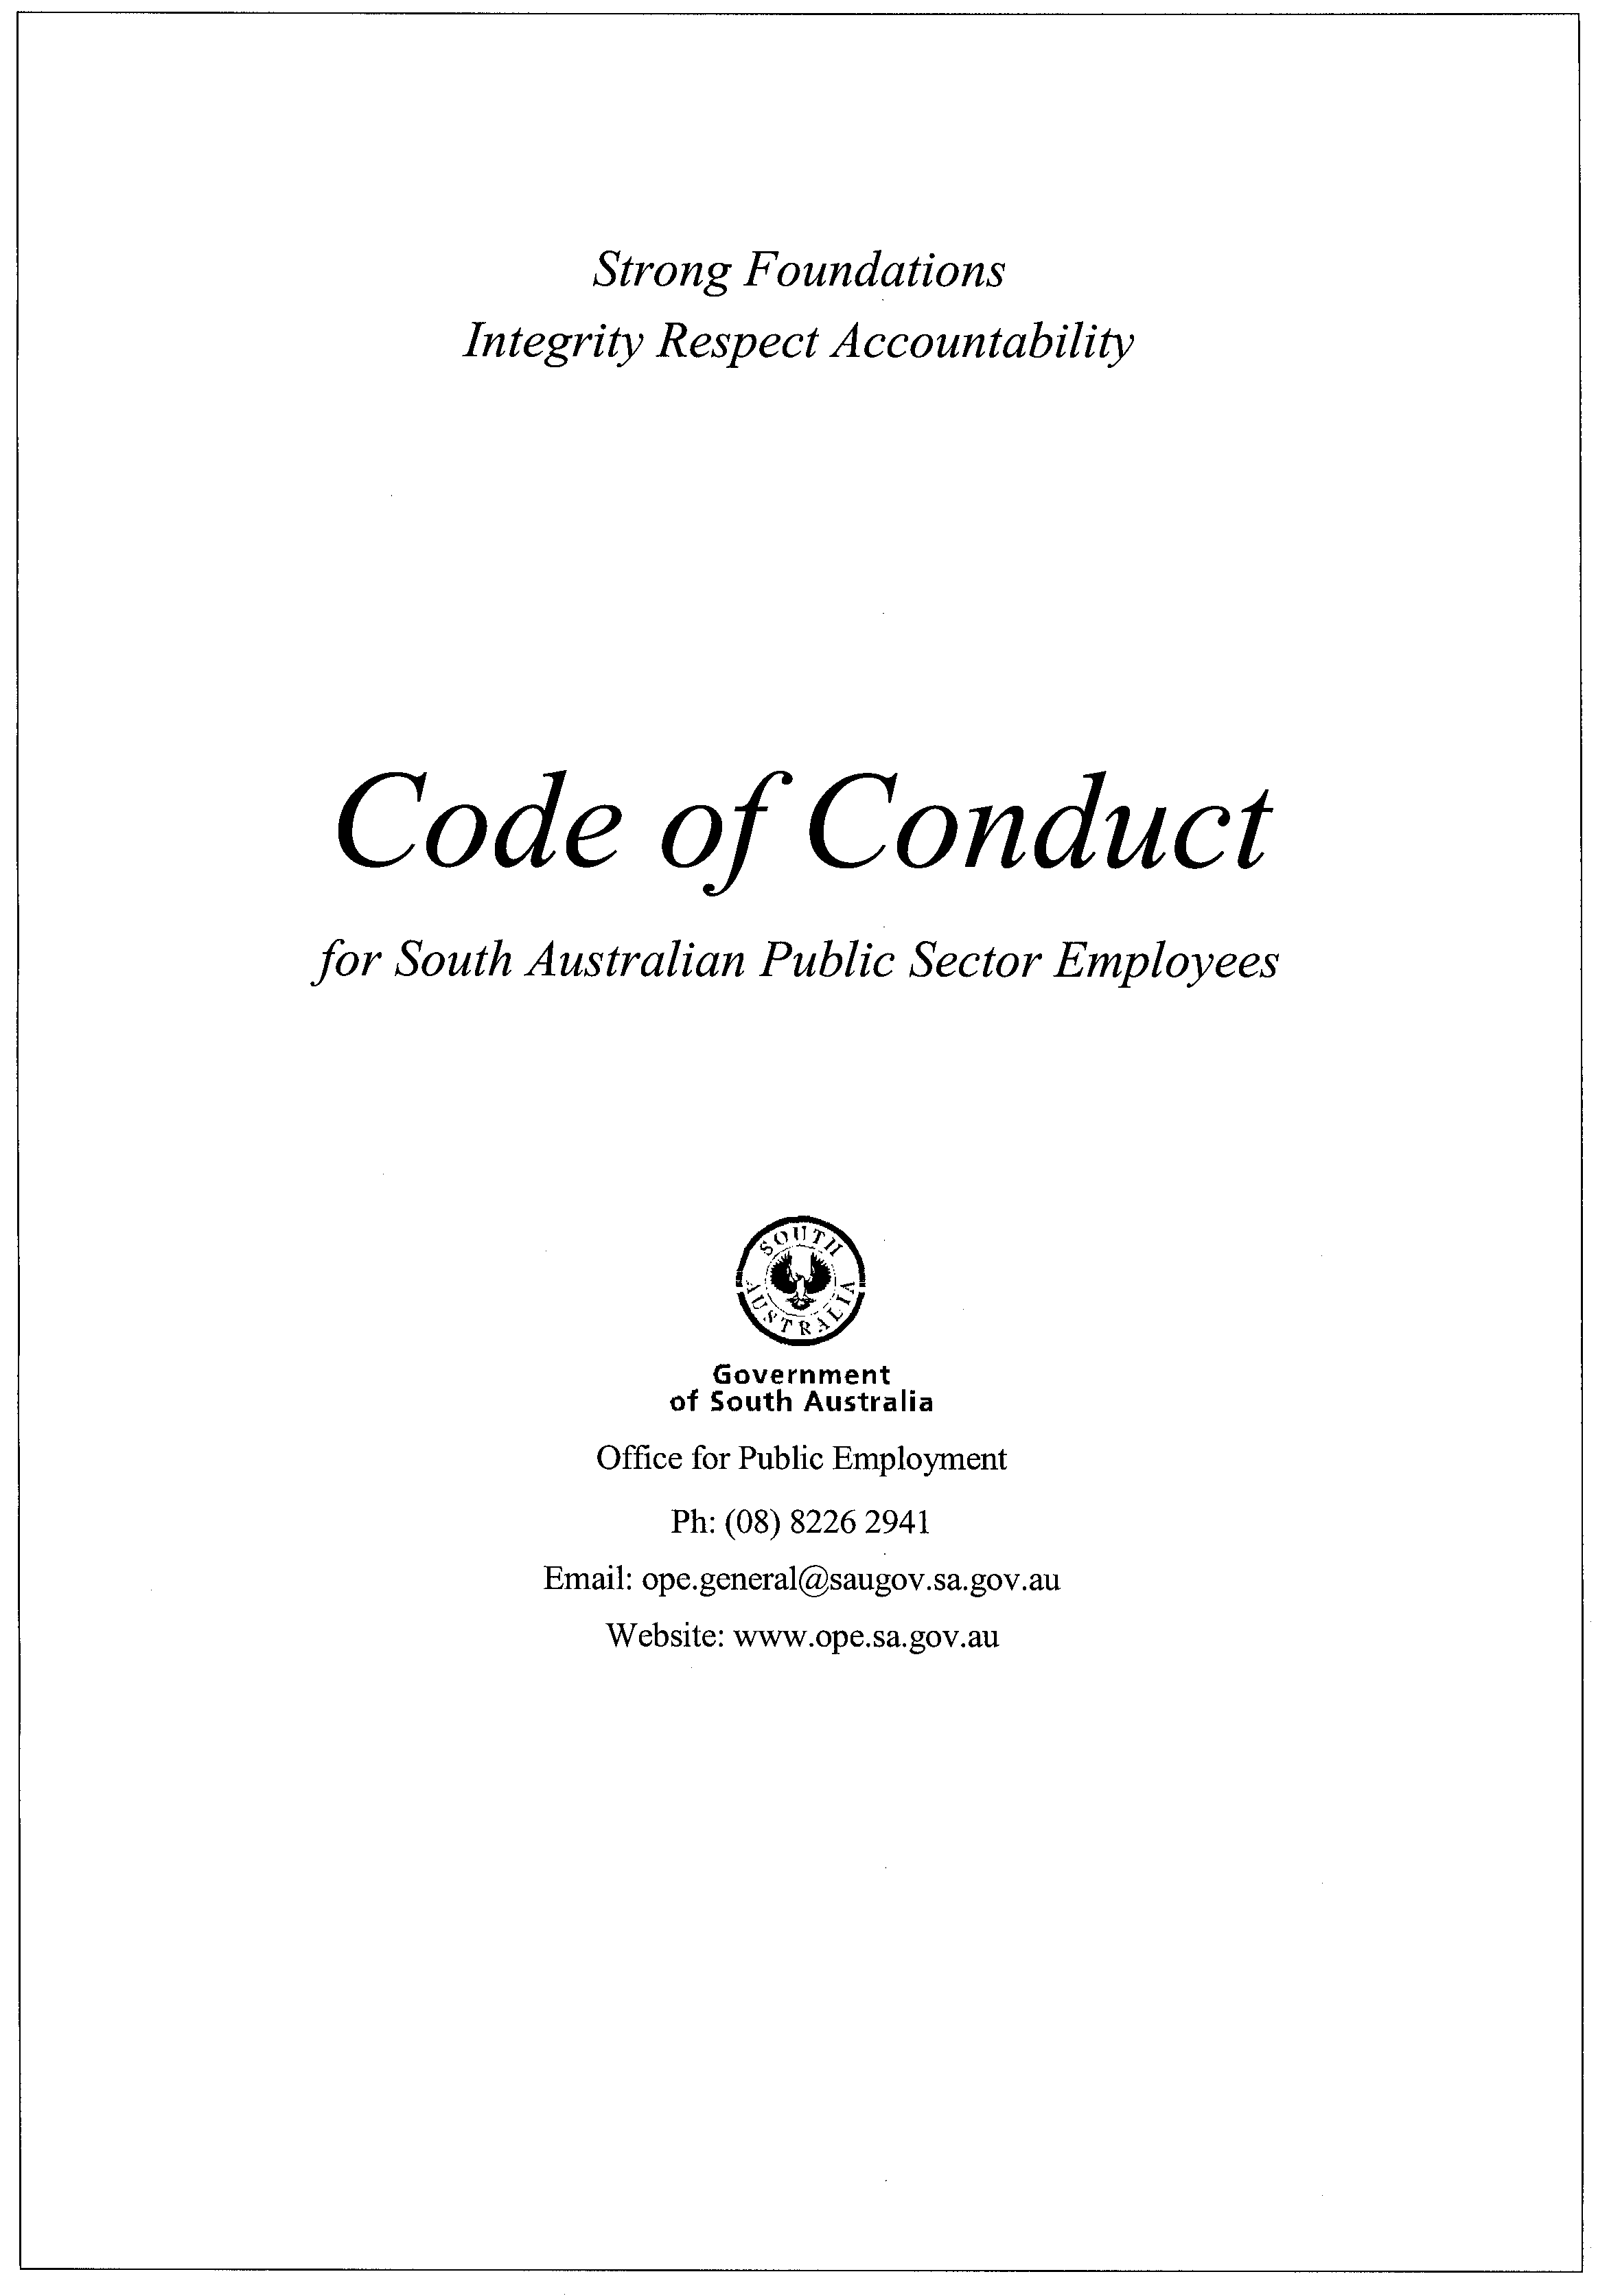 Strong Foundations
Integrity Respect Accountability
Code of Conduct
for South Australian Public Sector Employees
SOUTH
AUSTRALIA
Government
of South Australia
Office for Public Employment
Ph: (08) 8226 2941
Email: ope.general@saugov.sa.gov.au
Website: www.ope.sa.gov.au